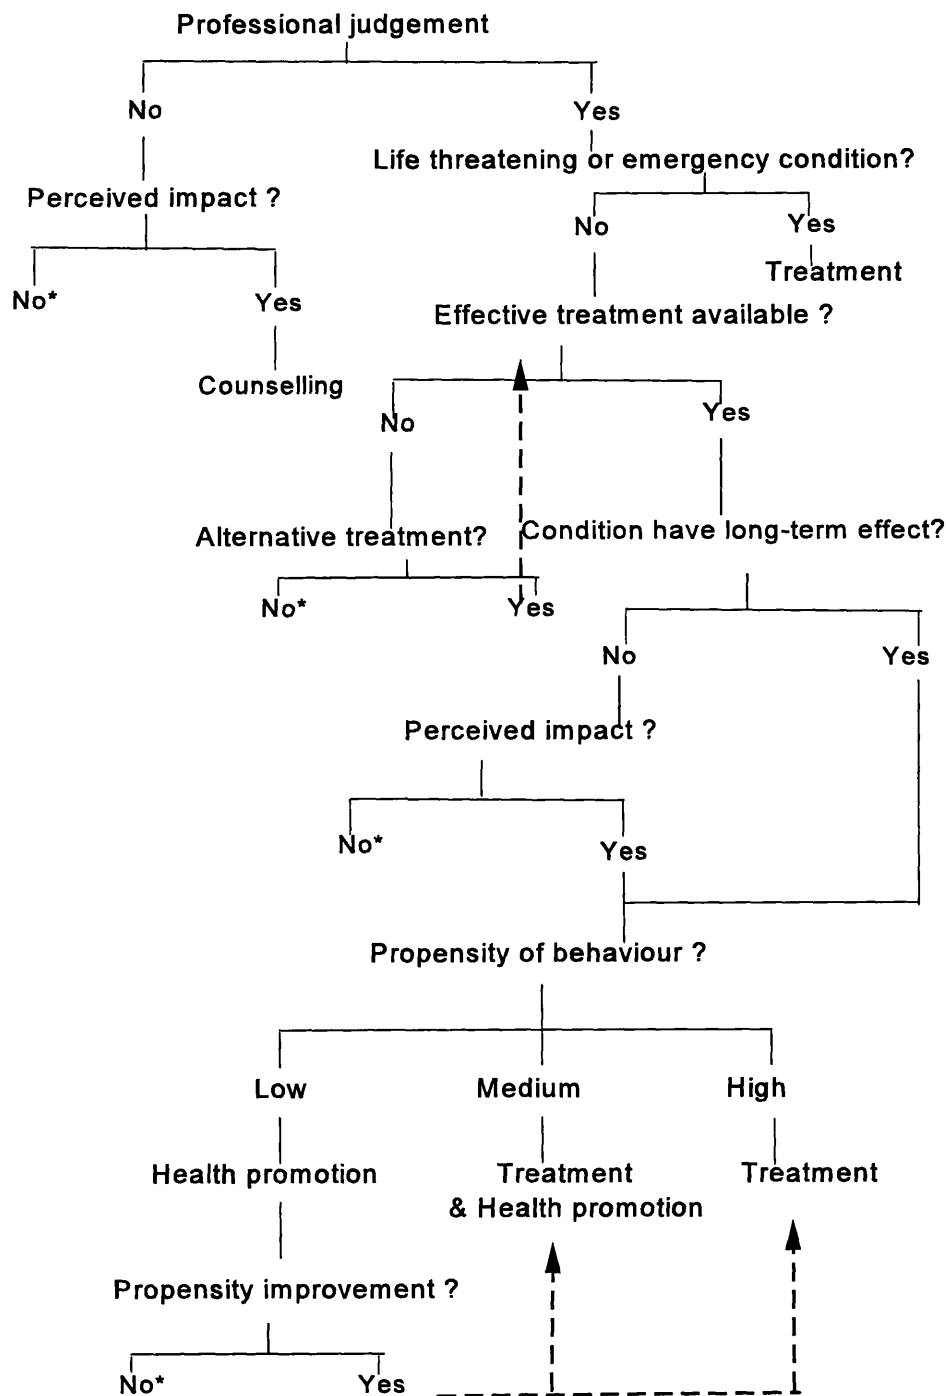 Professional judgement
No
Yes
Life threatening or emergency condition?
Perceived impact ?
No
Yes
Treatment
No*
Yes
Effective treatment available ?
Counselling
No
Yes
Alternative treatment?
Condition have long-term effect?
No*
Yes
No
Yes
Perceived impact ?
No*
Yes
Propensity of behaviour ?
Low
Medium
High
Health promotion
Treatment
& Health promotion
Treatment
Propensity improvement ?
No*
Yes